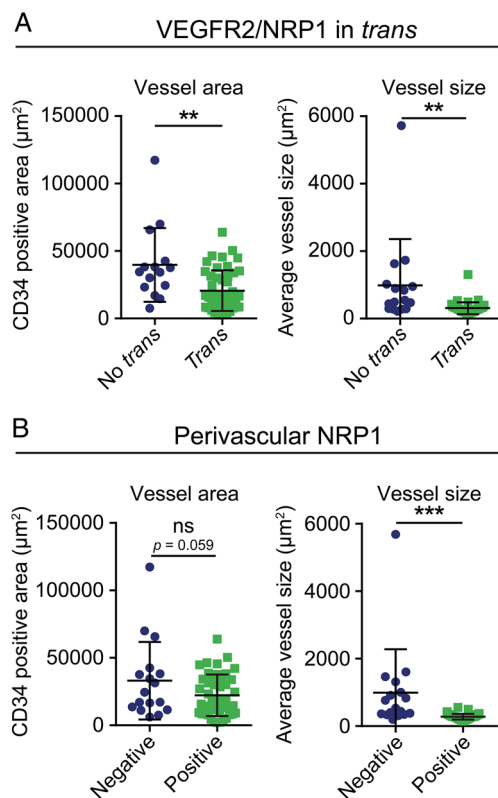 A
VEGFR2/NRP1 in trans
Vessel area
Vessel size
CD34 positive area (µm²)
150000
100000
50000
0
**
No trans
Trans
Average vessel size (µm²)
6000
4000
2000
0
**
No trans
Trans
B
Perivascular NRP1
Vessel area
Vessel size
CD34 positive area (µm²)
150000
100000
50000
0
ns
p = 0.059
Negative
Positive
Average vessel size (µm²)
6000
4000
2000
0
***
Negative
Positive